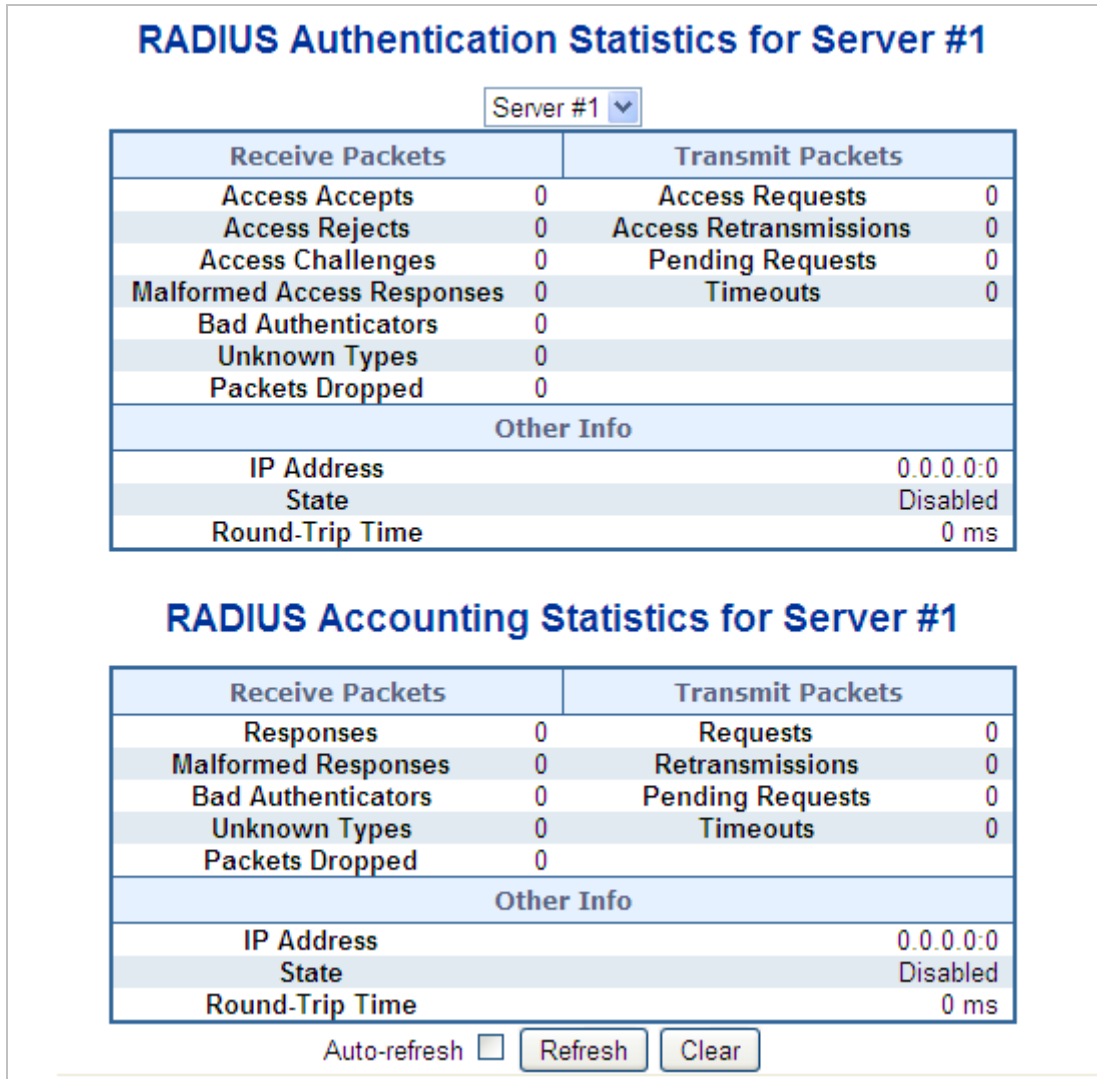 RADIUS Authentication Statistics for Server #1
Server #1
Receive Packets Transmit Packets
Access Accepts 0 Access Requests 0
Access Rejects 0 Access Retransmissions 0
Access Challenges 0 Pending Requests 0
Malformed Access Responses 0 Timeouts 0
Bad Authenticators 0
Unknown Types 0
Packets Dropped 0
Other Info
IP Address 0.0.0.0:0
State Disabled
Round-Trip Time 0 ms
RADIUS Accounting Statistics for Server #1
Receive Packets Transmit Packets
Responses 0 Requests 0
Malformed Responses 0 Retransmissions 0
Bad Authenticators 0 Pending Requests 0
Unknown Types 0 Timeouts 0
Packets Dropped 0
Other Info
IP Address 0.0.0.0:0
State Disabled
Round-Trip Time 0 ms
Auto-refresh Refresh Clear